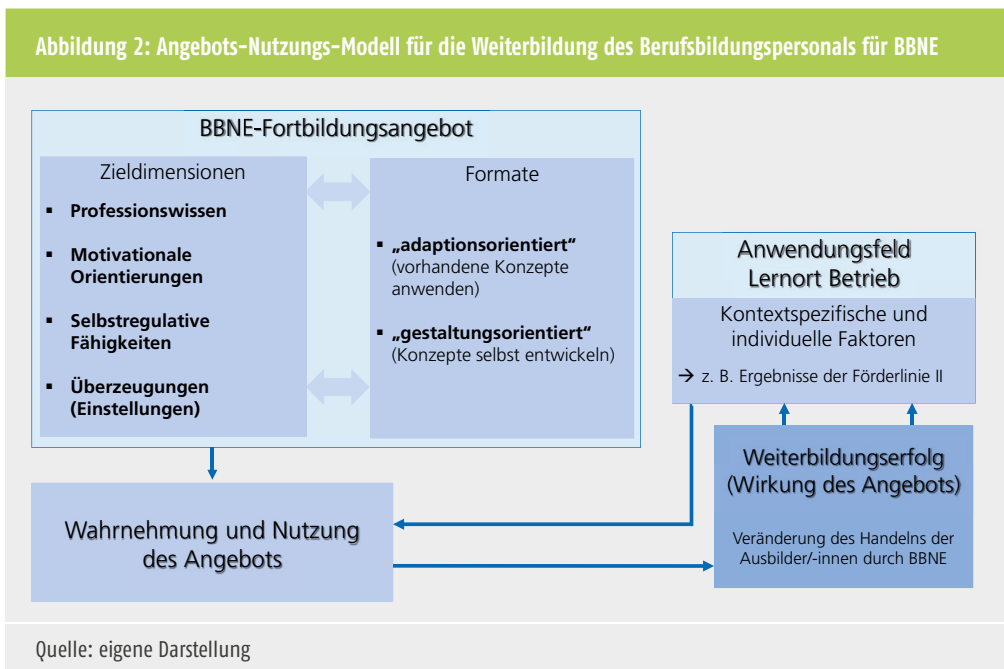 Abbildung 2: Angebots-Nutzungs-Modell für die Weiterbildung des Berufsbildungspersonals für BBNE
BBNE-Fortbildungsangebot
Zieldimensionen
▪ Professionswissen
▪ Motivationale
Orientierungen
▪ Selbstregulative
Fähigkeiten
▪ Überzeugungen
(Einstellungen)
Formate
▪ „adaptionsorientiert“
(vorhandene Konzepte
anwenden)
▪ „gestaltungsorientiert“
(Konzepte selbst entwickeln)
Anwendungsfeld
Lernort Betrieb
Kontextspezifische und
individuelle Faktoren
→ z. B. Ergebnisse der Förderlinie II
Weiterbildungserfolg
(Wirkung des Angebots)
Veränderung des Handelns der
Ausbilder/-innen durch BBNE
Wahrnehmung und Nutzung
des Angebots
Quelle: eigene Darstellung